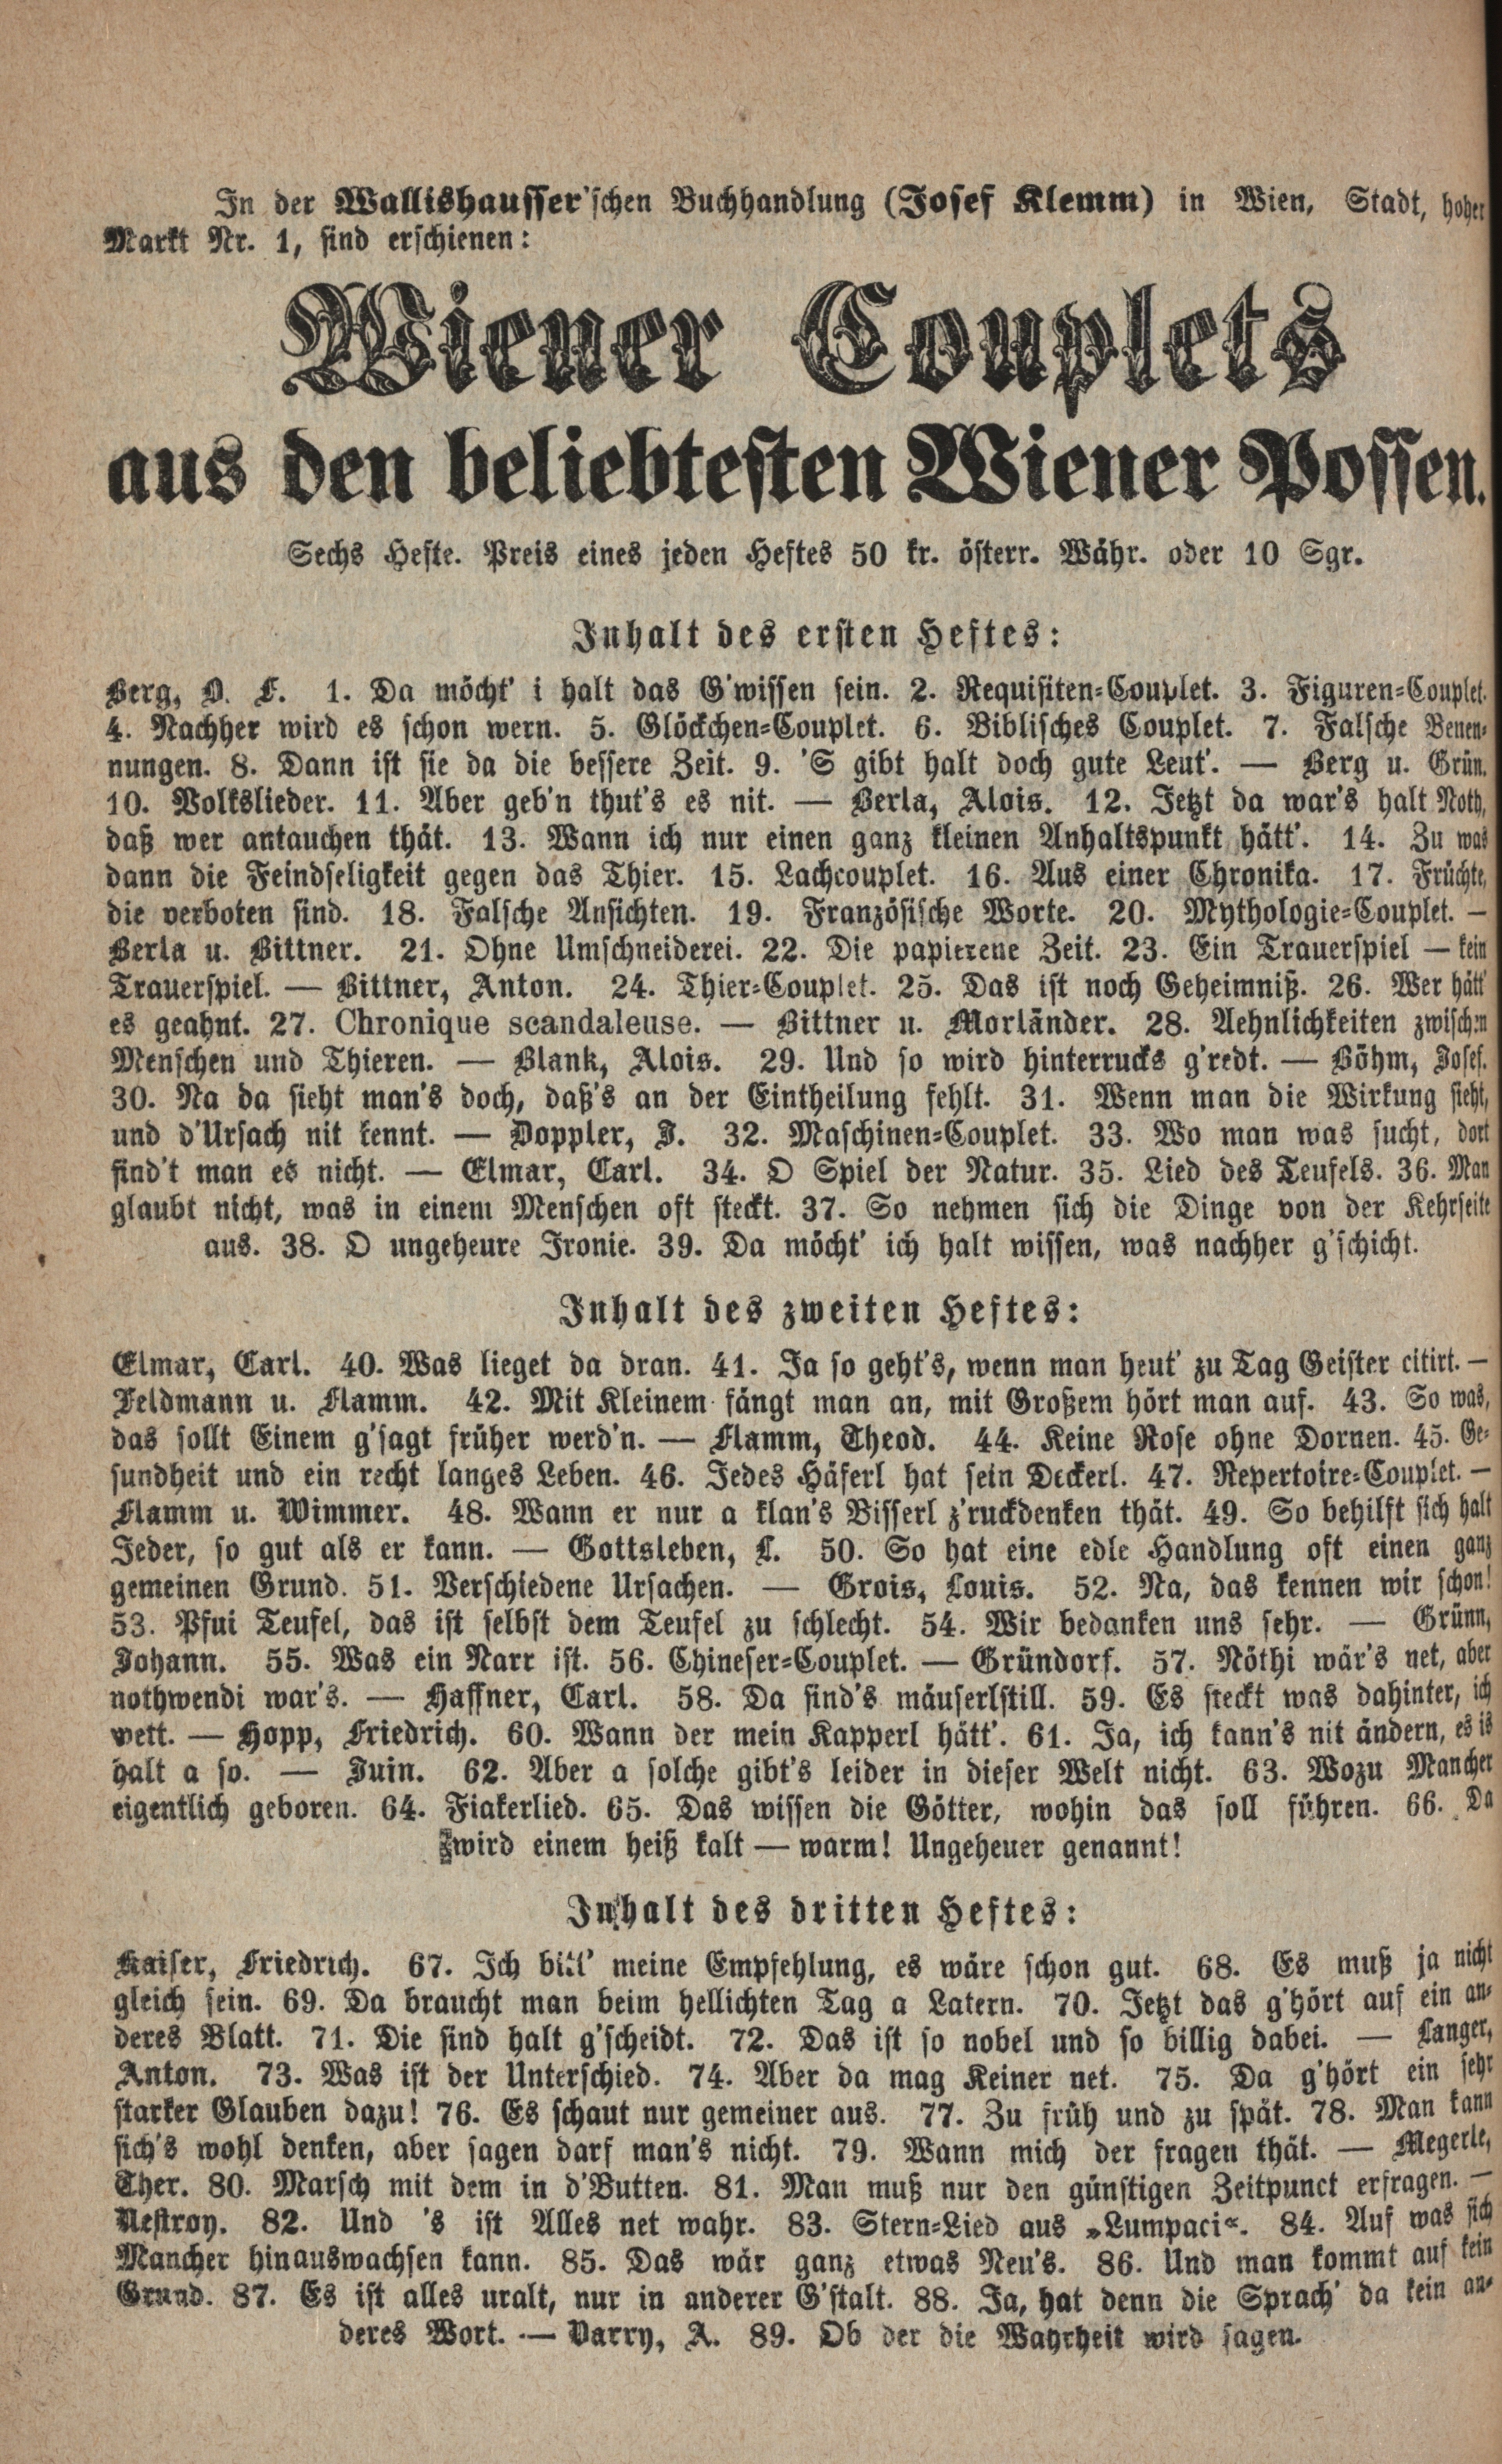 In der Wallishausser'schen Buchhandlung (Josef Klemm) in Wien, Stadt, hoher
Markt Nr. 1, sind erschienen:
Wiener Couplets
aus den beliebtesten Wiener Possen.
Sechs Hefte. Preis eines jeden Heftes 50 kr. österr. Währ. oder 10 Sgr.
Inhalt des ersten Heftes:
Berg, O. F. 1. Da möcht' i halt das G'wissen sein. 2. Requisiten-Couplet. 3. Figuren-Couplet.
4. Nachher wird es schon wern. 5. Glöckchen-Couplet. 6. Biblisches Couplet. 7. Falsche Benen-
nungen. 8. Dann ist sie da die bessere Zeit. 9. 'S gibt halt doch gute Leut'. — Berg u. Grün.
10. Volkslieder. 11. Aber geb'n thut's es nit. — Berla, Alois. 12. Jetzt da war's halt Noth,
daß wer antauchen thät. 13. Wann ich nur einen ganz kleinen Anhaltspunkt hätt'. 14. Zu was
dann die Feindseligkeit gegen das Thier. 15. Lachcouplet. 16. Aus einer Chronika. 17. Früchte,
die verboten sind. 18. Falsche Ansichten. 19. Französische Worte. 20. Mythologie-Couplet. —
Berla u. Bittner. 21. Ohne Umschneiderei. 22. Die papierene Zeit. 23. Ein Trauerspiel — kein
Trauerspiel. — Bittner, Anton. 24. Thier-Couplet. 25. Das ist noch Geheimniß. 26. Wer hätt'
es geahnt. 27. Chronique scandaleuse. — Bittner u. Morländer. 28. Aehnlichkeiten zwischen
Menschen und Thieren. — Blank, Alois. 29. Und so wird hinterrucks g'redt. — Böhm, Josef.
30. Na da sieht man's doch, daß's an der Eintheilung fehlt. 31. Wenn man die Wirkung sieht,
und d'Ursach nit kennt. — Doppler, J. 32. Maschinen-Couplet. 33. Wo man was sucht, dort
find't man es nicht. — Elmar, Carl. 34. O Spiel der Natur. 35. Lied des Teufels. 36. Man
glaubt nicht, was in einem Menschen oft steckt. 37. So nehmen sich die Dinge von der Kehrseite
aus. 38. O ungeheure Ironie. 39. Da möcht' ich halt wissen, was nachher g'schicht.
Inhalt des zweiten Heftes:
Elmar, Carl. 40. Was lieget da dran. 41. Ja so geht's, wenn man heut' zu Tag Geister citirt. —
Feldmann u. Flamm. 42. Mit Kleinem fängt man an, mit Großem hört man auf. 43. So was,
das sollt Einem g'sagt früher werd'n. — Flamm, Theod. 44. Keine Rose ohne Dornen. 45. Ge-
sundheit und ein recht langes Leben. 46. Jedes Häferl hat sein Deckerl. 47. Repertoire-Couplet. —
Flamm u. Wimmer. 48. Wann er nur a klan's Bisserl z'ruckdenken thät. 49. So behilft sich halt
Jeder, so gut als er kann. — Gottsleben, L. 50. So hat eine edle Handlung oft einen ganz
gemeinen Grund. 51. Verschiedene Ursachen. — Grois, Louis. 52. Na, das kennen wir schon!
53. Pfui Teufel, das ist selbst dem Teufel zu schlecht. 54. Wir bedanken uns sehr. — Grünn,
Johann. 55. Was ein Narr ist. 56. Chineser-Couplet. — Gründorf. 57. Nöthi wär's net, aber
nothwendi war's. — Haffner, Carl. 58. Da sind's mäuserlstill. 59. Es steckt was dahinter, ich
wett. — Hopp, Friedrich. 60. Wann der mein Kapperl hätt'. 61. Ja, ich kann's nit ändern, es is
halt a so. — Juin. 62. Aber a solche gibt's leider in dieser Welt nicht. 63. Wozu Mancher
eigentlich geboren. 64. Fiakerlied. 65. Das wissen die Götter, wohin das soll führen. 66. Da
wird einem heiß kalt — warm! Ungeheuer genannt!
Inhalt des dritten Heftes:
Kaiser, Friedrich. 67. Ich bitt' meine Empfehlung, es wäre schon gut. 68. Es muß ja nicht
gleich sein. 69. Da braucht man beim hellichten Tag a Latern. 70. Jetzt das g'hört auf ein an-
deres Blatt. 71. Die sind halt g'scheidt. 72. Das ist so nobel und so billig dabei. — Langer,
Anton. 73. Was ist der Unterschied. 74. Aber da mag Keiner net. 75. Da g'hört ein sehr
starker Glauben dazu! 76. Es schaut nur gemeiner aus. 77. Zu früh und zu spät. 78. Man kann
sich's wohl denken, aber sagen darf man's nicht. 79. Wann mich der fragen thät. — Megerle,
Ther. 80. Marsch mit dem in d'Butten. 81. Man muß nur den günstigen Zeitpunct erfragen. —
Nestroy. 82. Und 's ist Alles net wahr. 83. Stern-Lied aus »Lumpaci«. 84. Auf was sich
Mancher hinauswachsen kann. 85. Das wär ganz etwas Neu's. 86. Und man kommt auf kein
Grund. 87. Es ist alles uralt, nur in anderer G'stalt. 88. Ja, hat denn die Sprach' da kein an-
deres Wort. — Varry, A. 89. Ob der die Wahrheit wird sagen.